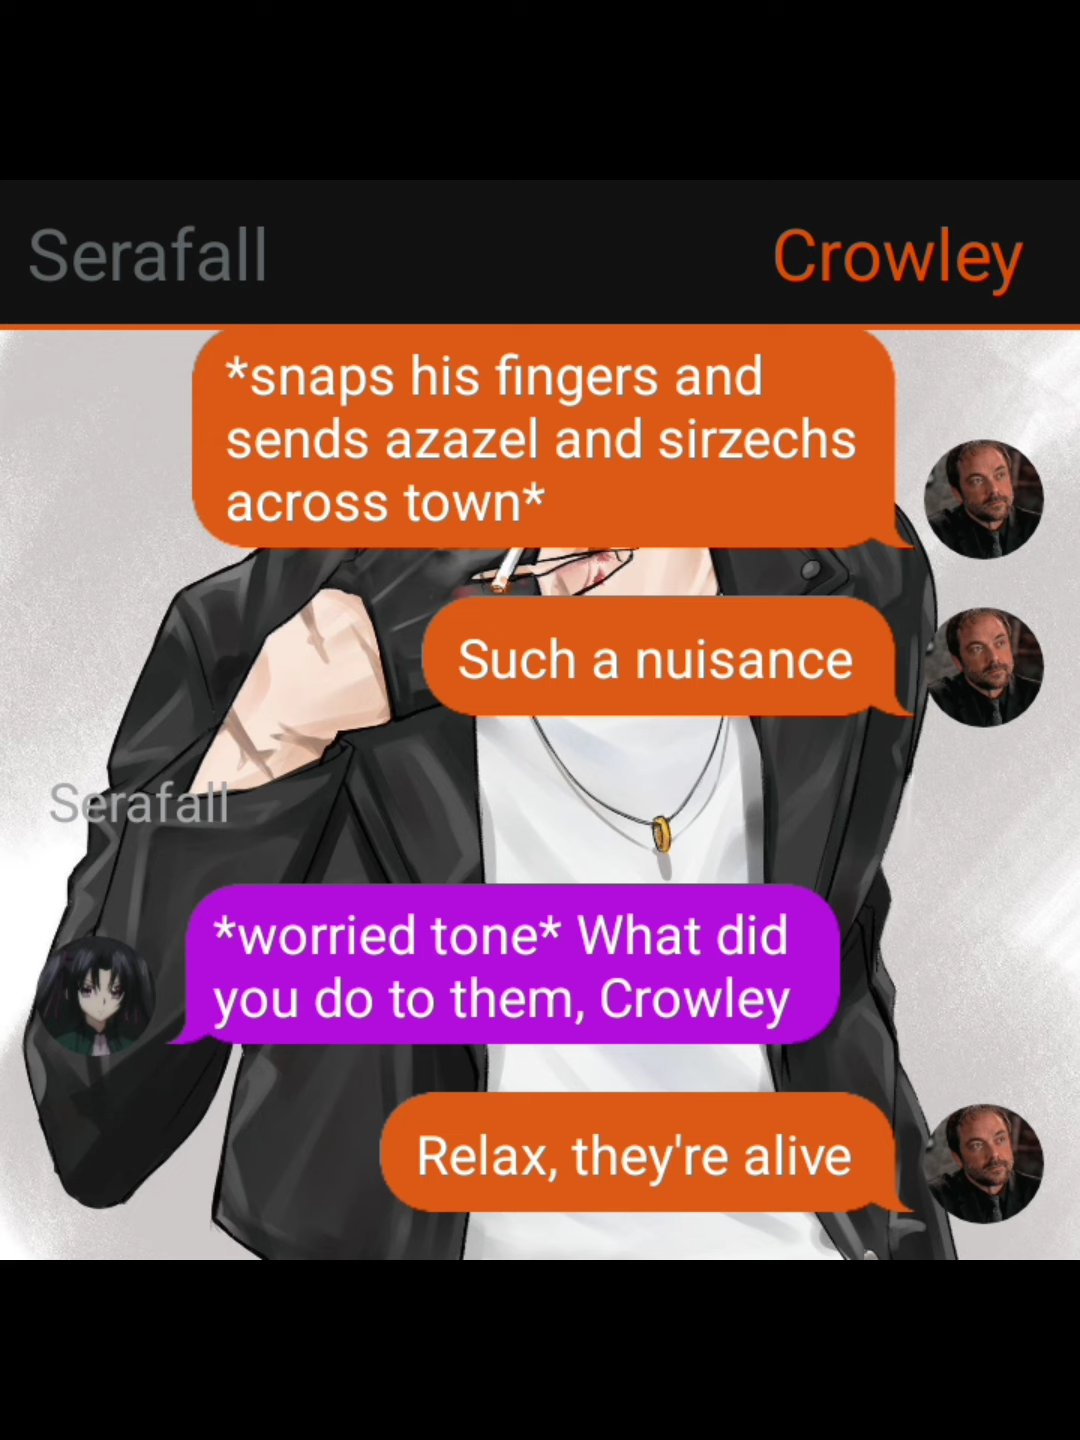 Serafall
Crowley
*snaps his fingers and
sends azazel and sirzechs
across town*
Such a nuisance
Serafall
*worried tone* What did
you do to them, Crowley
Relax, they're alive